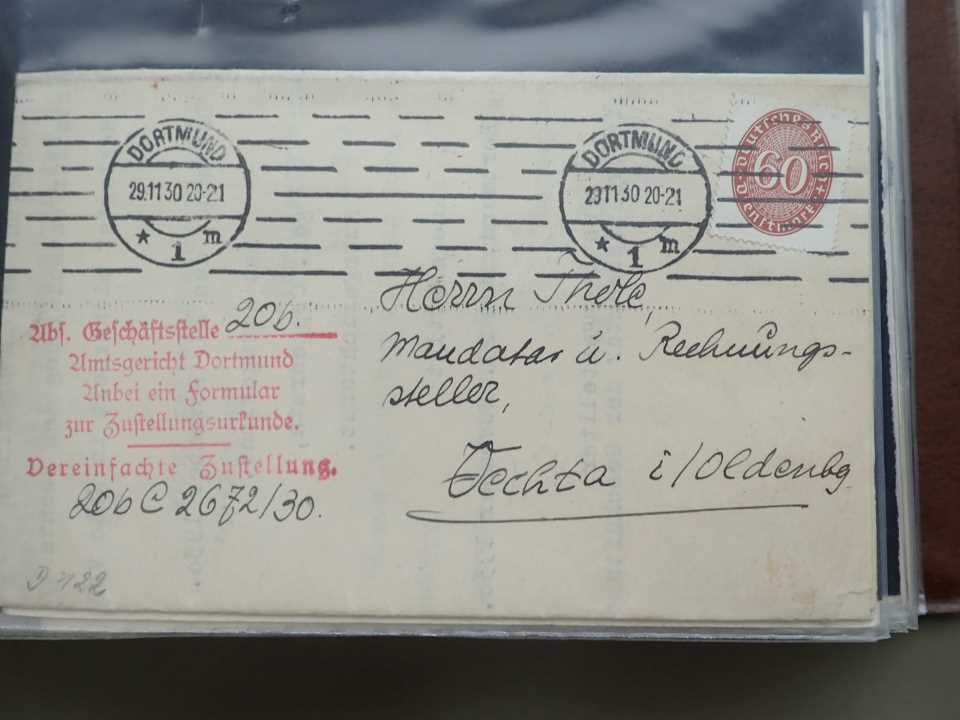 DORTMUND
29.11.30 20-21
* 1 m
DORTMUND
29.11.30 20-21
* 1 m
Deutsches Reich
60
Dienstmarke
Abs. Geschäftsstelle 20b.
Amtsgericht Dortmund
Anbei ein Formular
zur Zustellungsurkunde.
Vereinfachte Zustellung.
20b C 2672/30.
Herrn Thole,
Mandatar u. Rechnungs-
steller,
Vechta i/Oldenbg